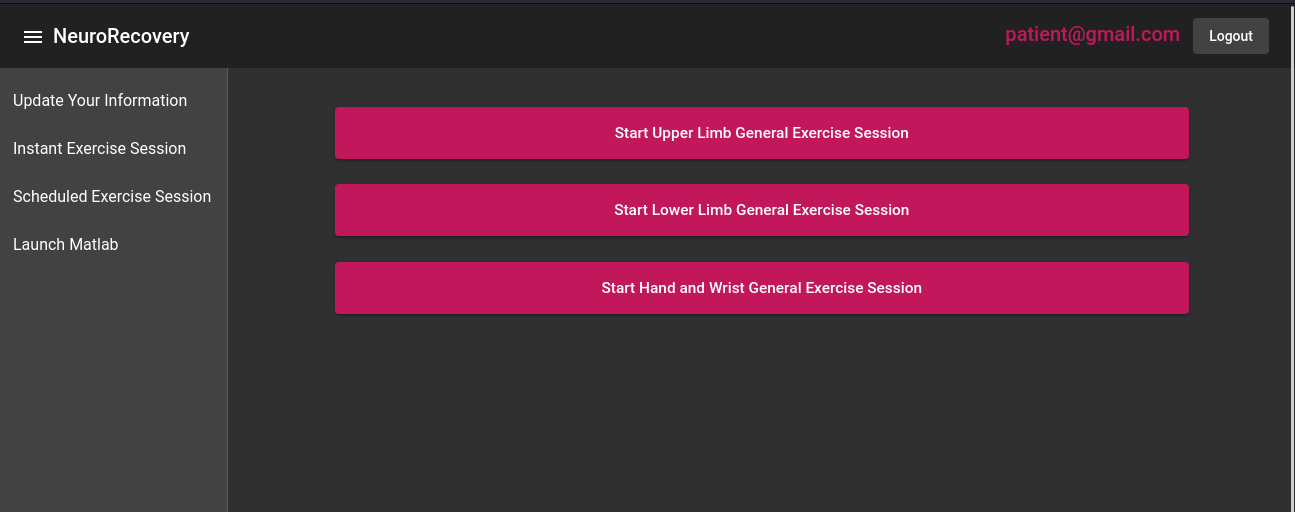 NeuroRecovery
patient@gmail.com
Logout
Update Your Information
Instant Exercise Session
Scheduled Exercise Session
Launch Matlab
Start Upper Limb General Exercise Session
Start Lower Limb General Exercise Session
Start Hand and Wrist General Exercise Session